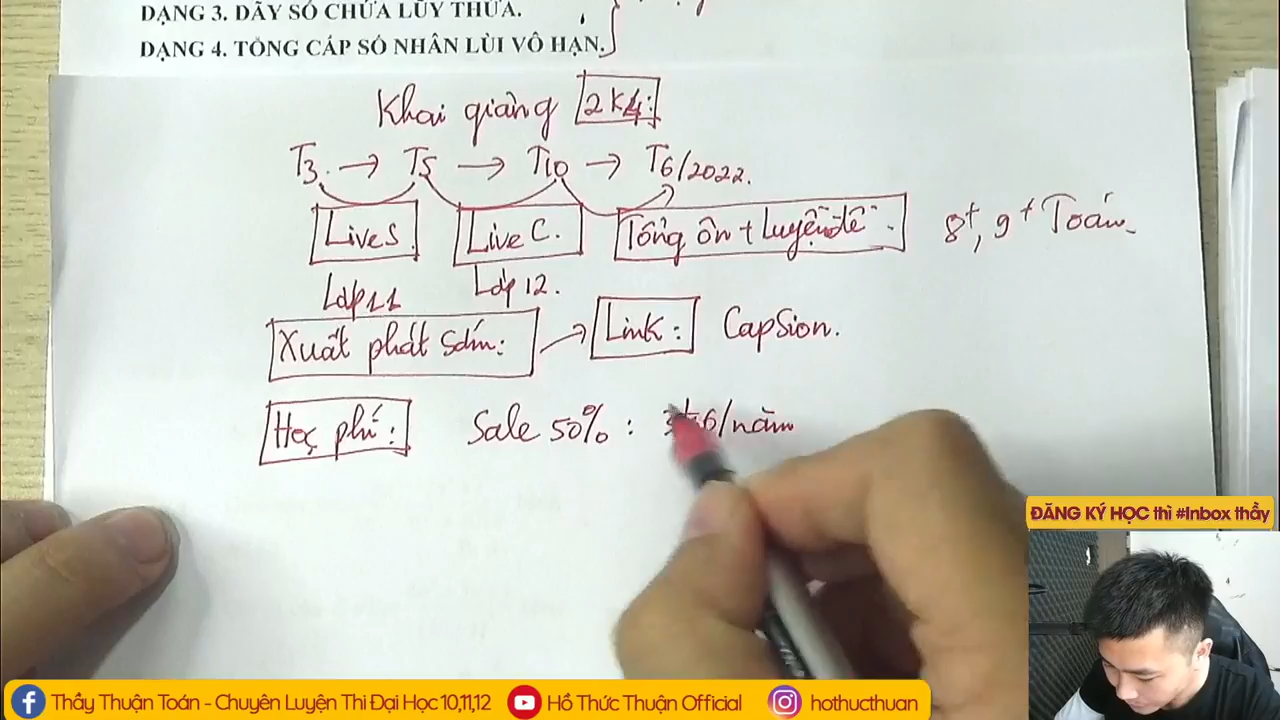 DẠNG 3. DÃY SỐ CHỨA LŨY THỪA.
DẠNG 4. TỔNG CẤP SỐ NHÂN LÙI VÔ HẠN.
Khai giảng 2K4:
T3 → T5 → T10 → T6/2022.
LiveS. LiveC. Tổng ôn + Luyện đề. 8+, 9+ Toán
Lớp 11 Lớp 12.
Xuất phát sớm: → Link: CapSion.
Học phí: Sale 50% : /năm
ĐĂNG KÝ HỌC thì #Inbox thầy
Thầy Thuận Toán - Chuyên Luyện Thi Đại Học 10,11,12 Hồ Thức Thuận Official hothucthuan